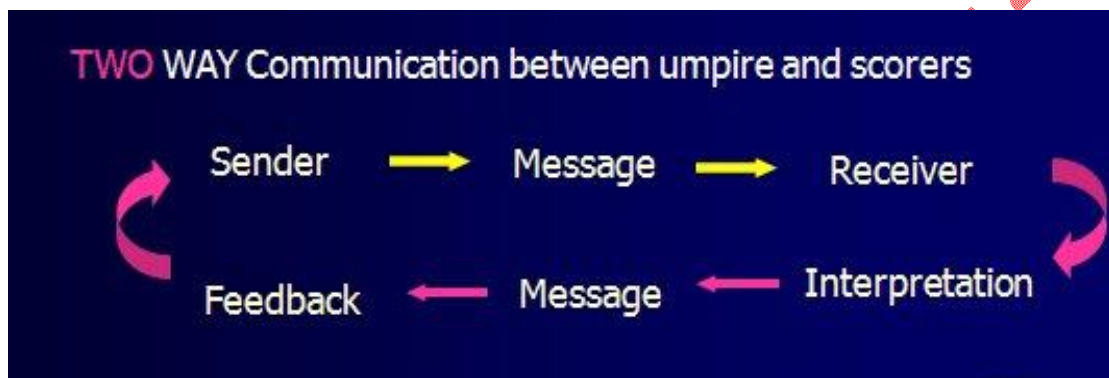 TWO WAY Communication between umpire and scorers
Sender Message Receiver
Feedback Message Interpretation